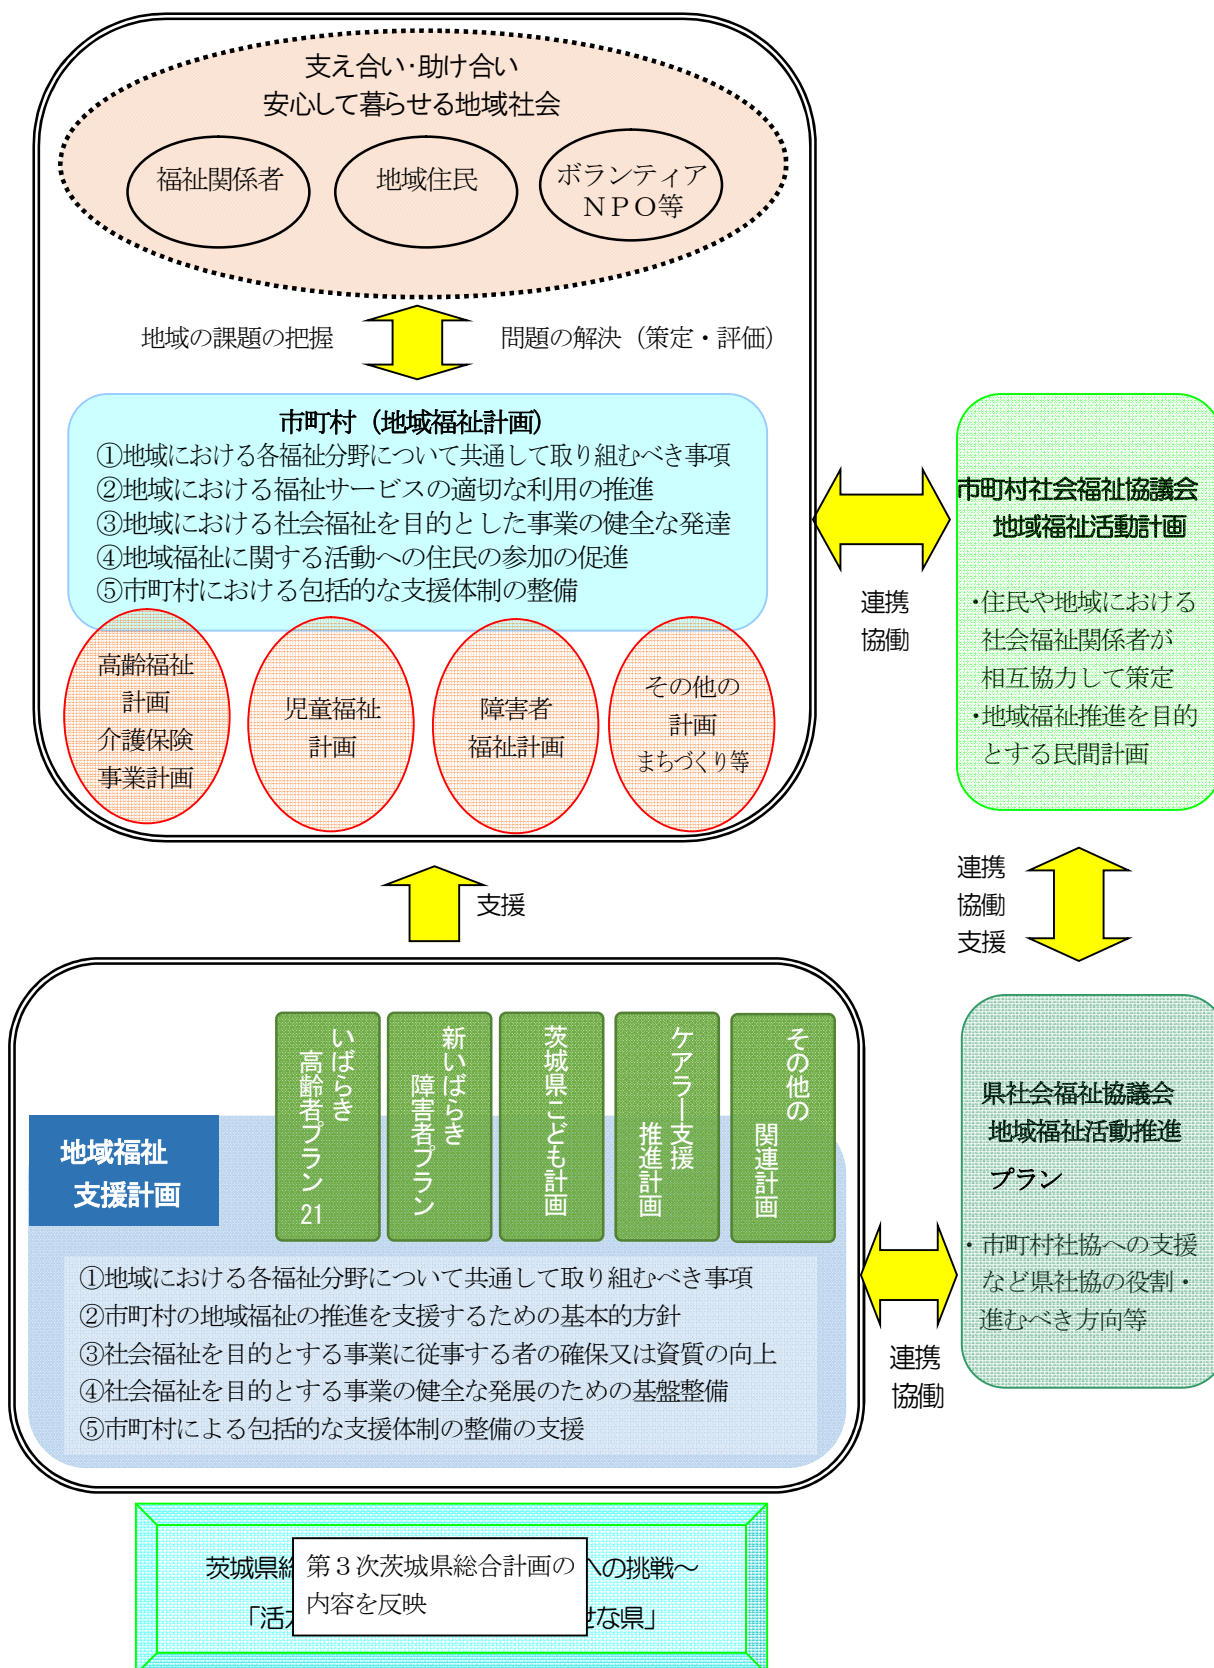 支え合い･助け合い
安心して暮らせる地域社会
福祉関係者
地域住民
ボランティア
ＮＰＯ等
地域の課題の把握
問題の解決（策定・評価）
市町村（地域福祉計画）
①地域における各福祉分野について共通して取り組むべき事項
②地域における福祉サービスの適切な利用の推進
③地域における社会福祉を目的とした事業の健全な発達
④地域福祉に関する活動への住民の参加の促進
⑤市町村における包括的な支援体制の整備
高齢福祉
計画
介護保険
事業計画
児童福祉
計画
障害者
福祉計画
その他の
計画
まちづくり等
連携
協働
市町村社会福祉協議会
地域福祉活動計画
・住民や地域における
社会福祉関係者が
相互協力して策定
・地域福祉推進を目的
とする民間計画
支援
連携
協働
支援
いばらき
高齢者プラン21
新いばらき
障害者プラン
茨城県こども計画
ケアラー支援
推進計画
その他の
関連計画
地域福祉
支援計画
①地域における各福祉分野について共通して取り組むべき事項
②市町村の地域福祉の推進を支援するための基本的方針
③社会福祉を目的とする事業に従事する者の確保又は資質の向上
④社会福祉を目的とする事業の健全な発展のための基盤整備
⑤市町村による包括的な支援体制の整備の支援
連携
協働
県社会福祉協議会
地域福祉活動推進
プラン
・市町村社協への支援
など県社協の役割・
進むべき方向等
茨城県総 への挑戦～
「活力 せな県」
第３次茨城県総合計画の
内容を反映